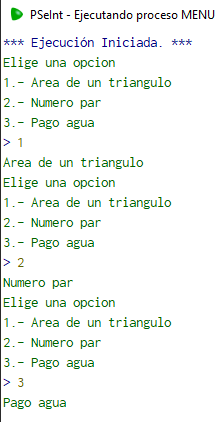 PSeInt - Ejecutando proceso MENU
*** Ejecución Iniciada. ***
Elige una opcion
1.- Area de un triangulo
2.- Numero par
3.- Pago agua
> 1
Area de un triangulo
Elige una opcion
1.- Area de un triangulo
2.- Numero par
3.- Pago agua
> 2
Numero par
Elige una opcion
1.- Area de un triangulo
2.- Numero par
3.- Pago agua
> 3
Pago agua